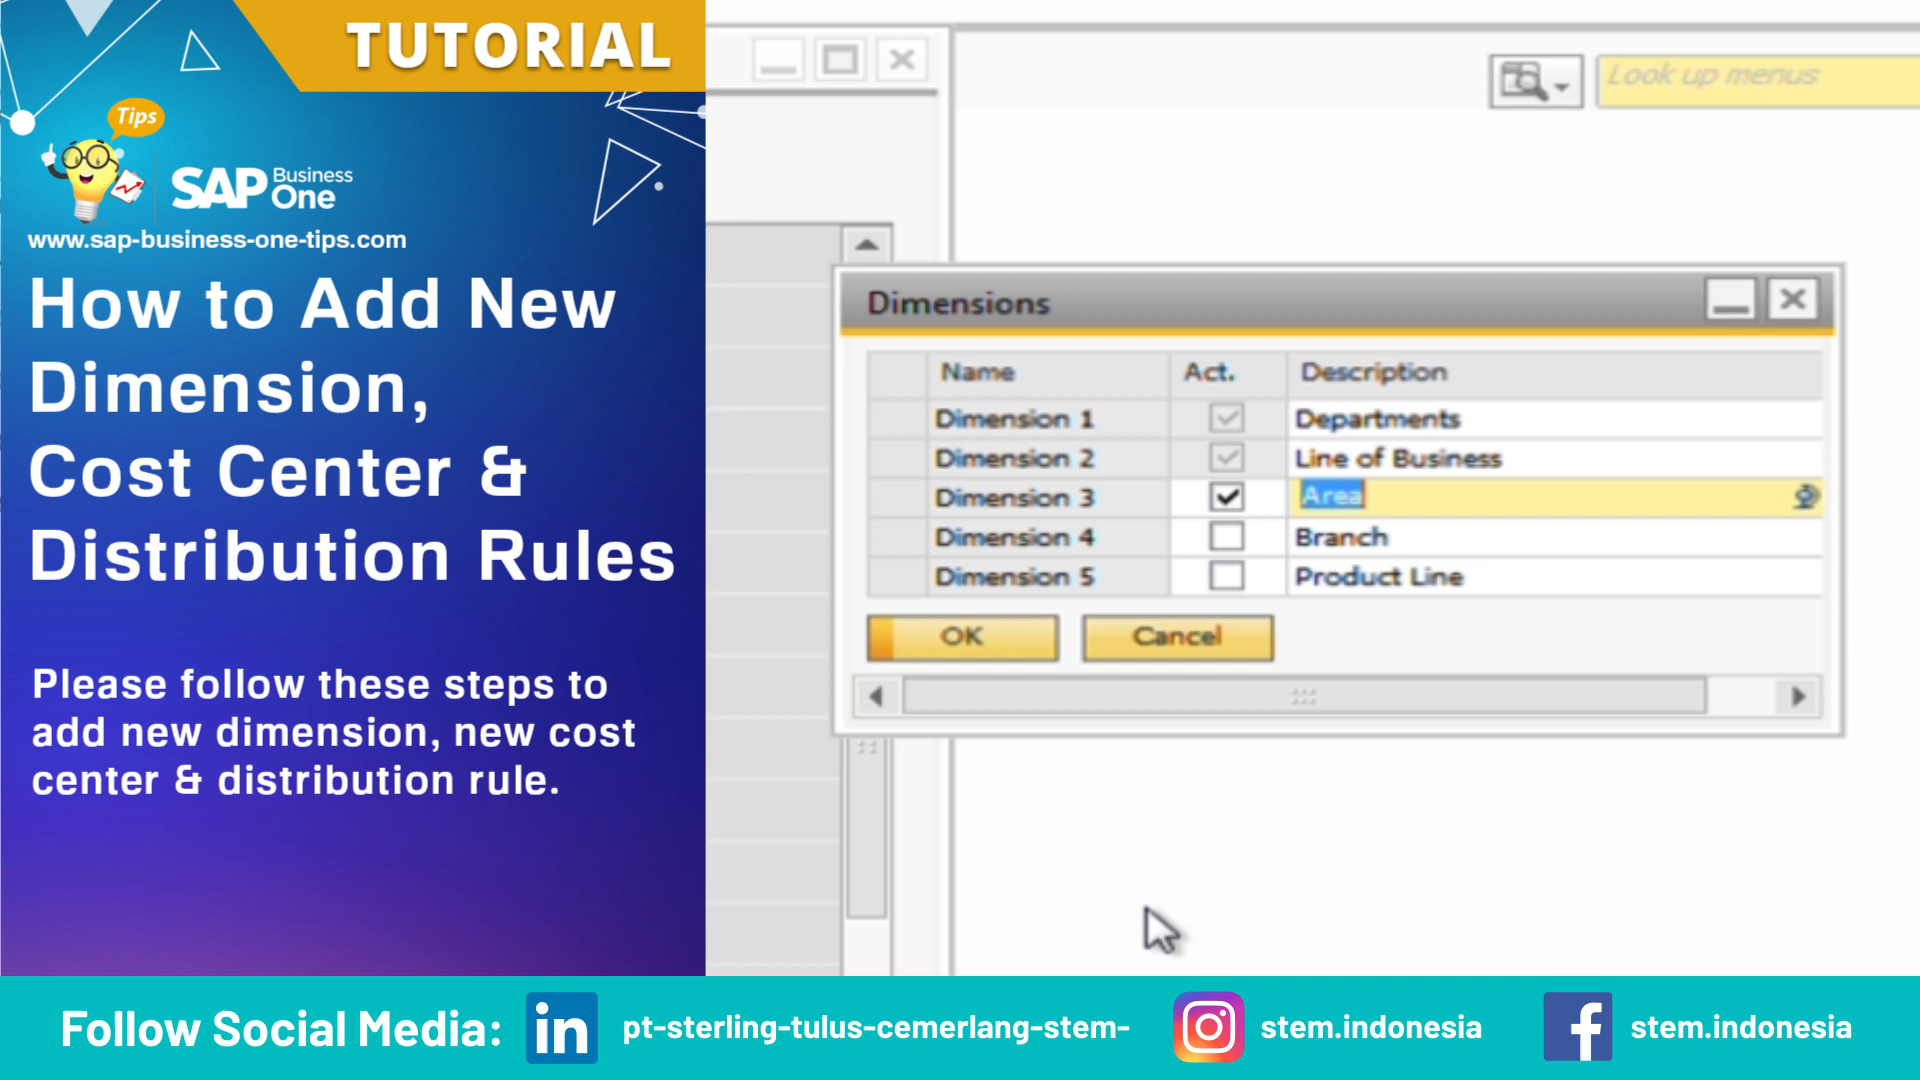 TUTORIAL
Tips
SAP Business One
www.sap-business-one-tips.com
How to Add New
Dimension,
Cost Center &
Distribution Rules
Please follow these steps to
add new dimension, new cost
center & distribution rule.
Look up menus
Dimensions
Name Act. Description
Dimension 1 Departments
Dimension 2 Line of Business
Dimension 3 Area
Dimension 4 Branch
Dimension 5 Product Line
OK Cancel
Follow Social Media: in pt-sterling-tulus-cemerlang-stem- stem.indonesia f stem.indonesia